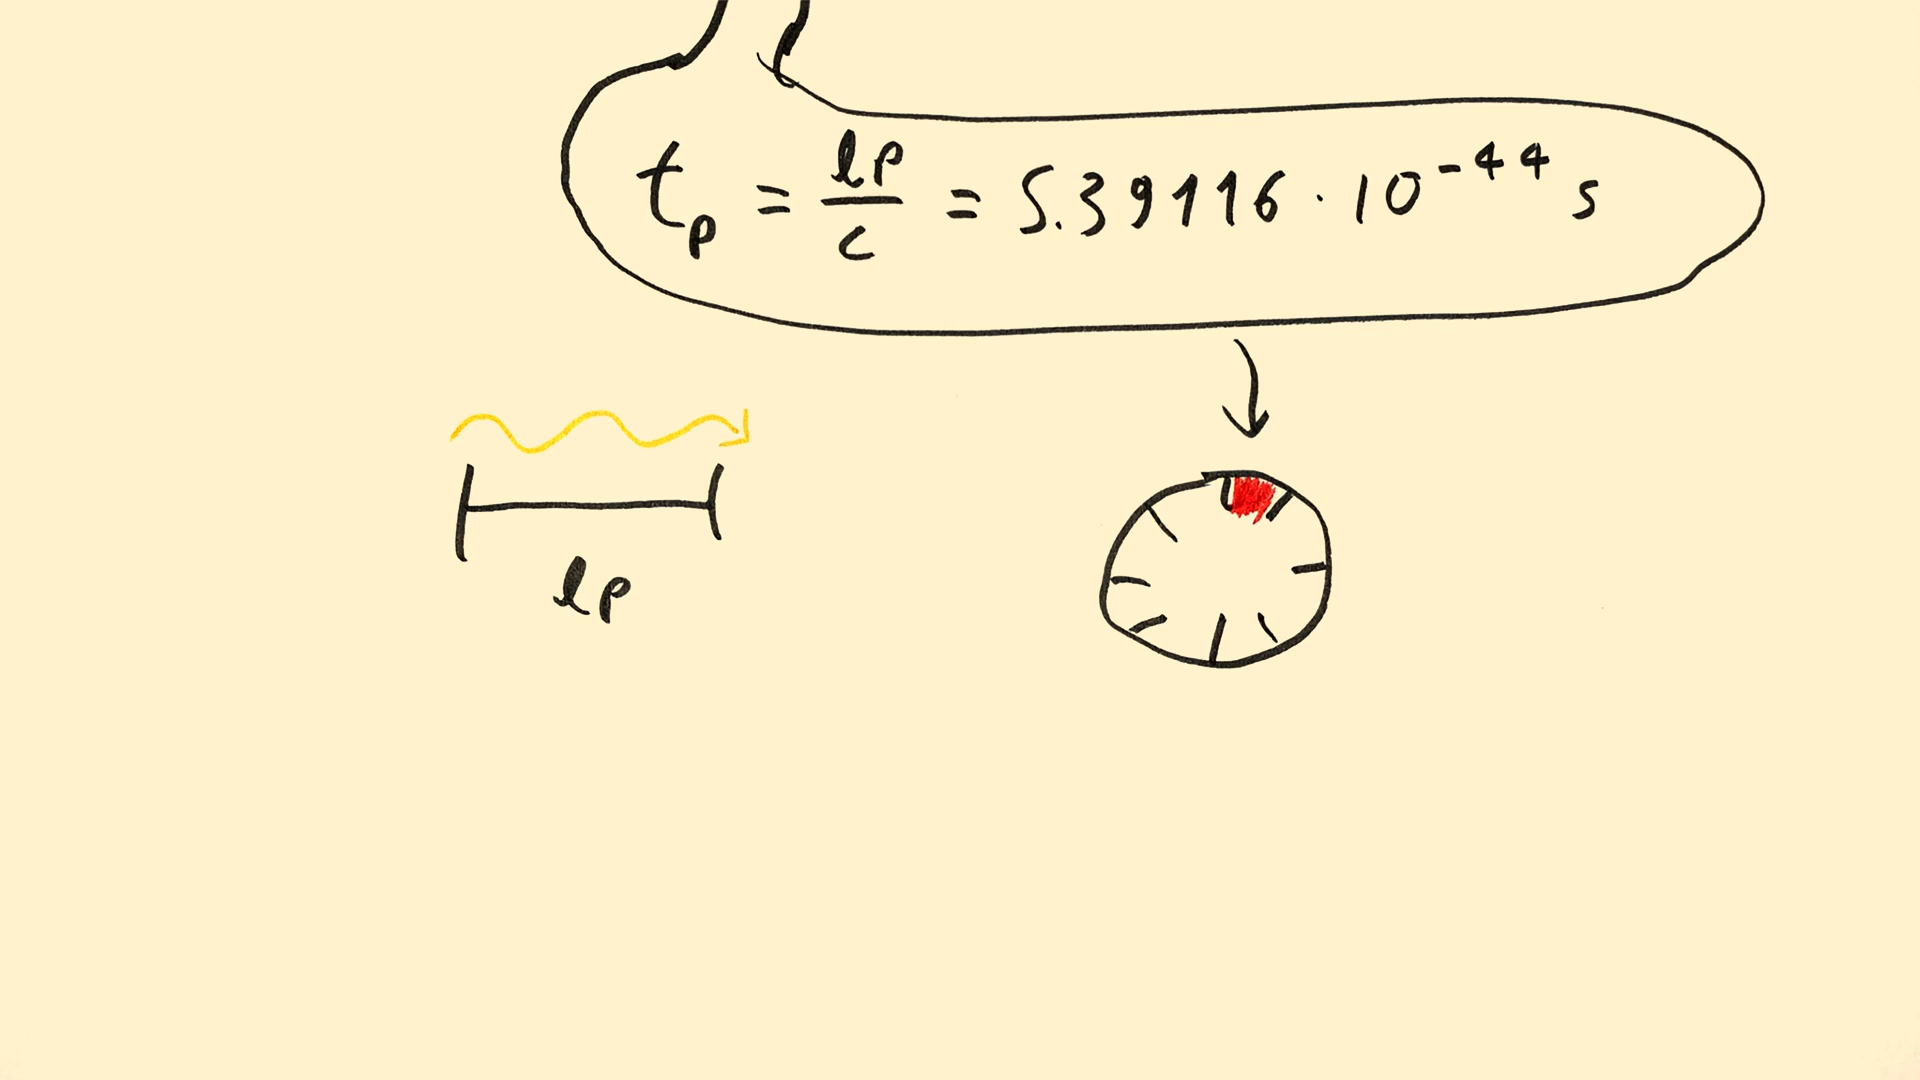 tp = lp/c = 5.39116 · 10^-44 s
lp